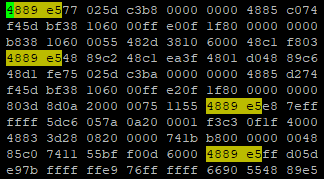 4889 e577 025d c3b8 0000 0000 4885 c074
f45d bf38 1060 00ff e00f 1f80 0000 0000
b838 1060 0055 482d 3810 6000 48c1 f803
4889 e548 89c2 48c1 ea3f 4801 d048 89c6
48d1 fe75 025d c3ba 0000 0000 4885 d274
f45d bf38 1060 00ff e20f 1f80 0000 0000
803d 8d0a 2000 0075 1155 4889 e5e8 7eff
ffff 5dc6 057a 0a20 0001 f3c3 0f1f 4000
4883 3d28 0820 0000 741b b800 0000 0048
85c0 7411 55bf f00d 6000 4889 e5ff d05d
e97b ffff ffe9 76ff ffff 6690 5548 89e5